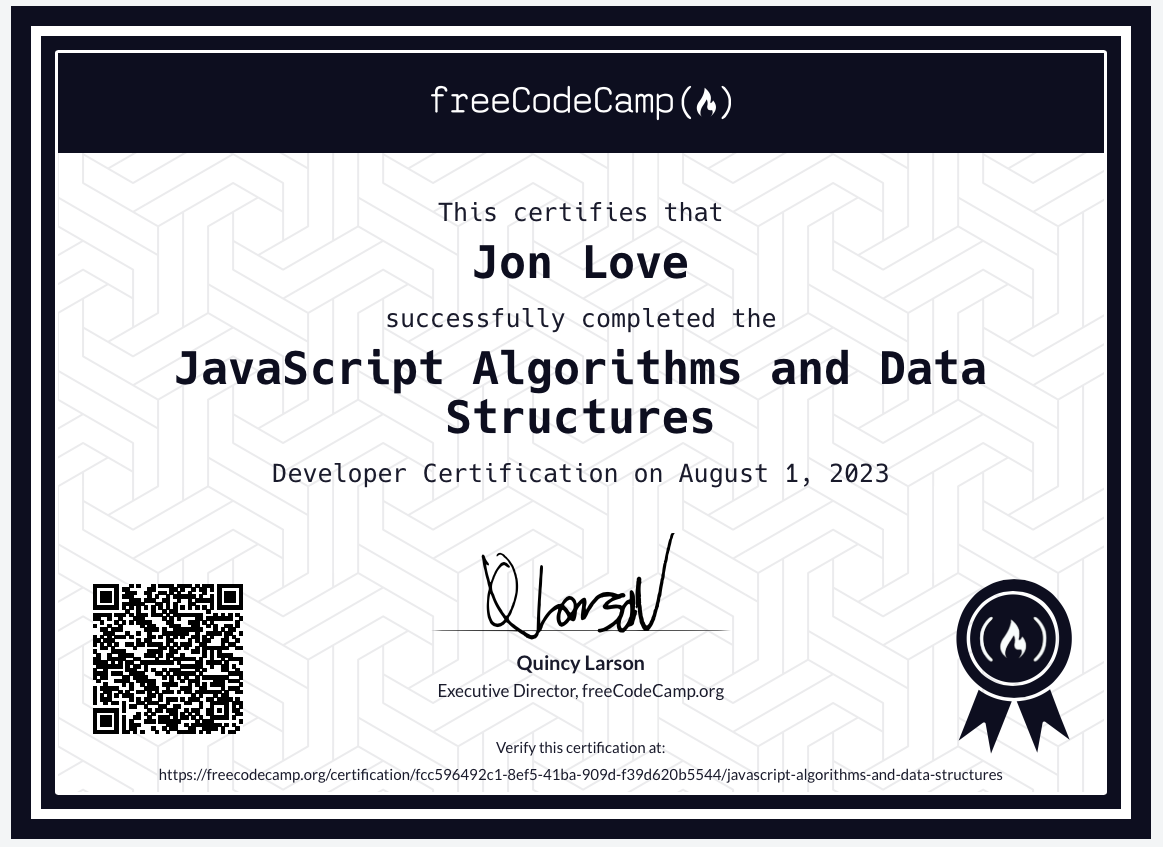 freeCodeCamp
This certifies that
Jon Love
successfully completed the
JavaScript Algorithms and Data
Structures
Developer Certification on August 1, 2023
Q Larson
Quincy Larson
Executive Director, freeCodeCamp.org
Verify this certification at:
https://freecodecamp.org/certification/fcc596492c1-8ef5-41ba-909d-f39d620b5544/javascript-algorithms-and-data-structures